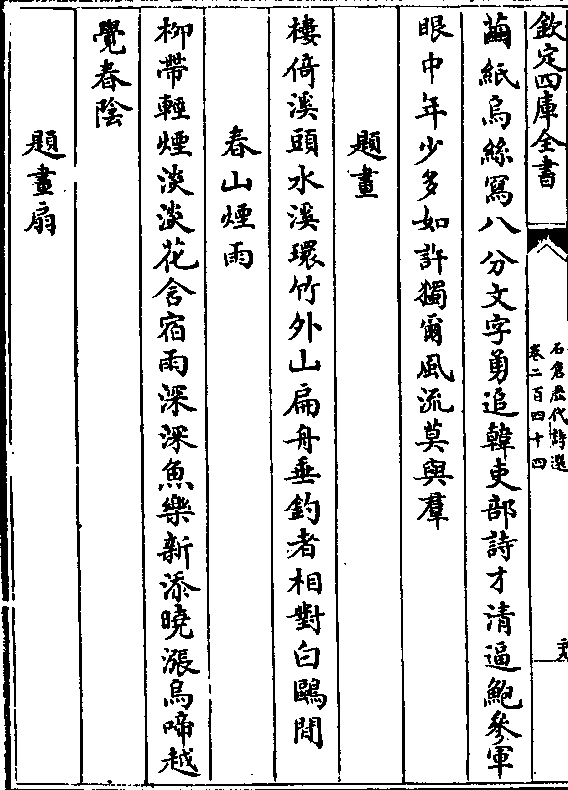 欽定四庫全書
石倉歷代詩選
卷二百四十四
繭紙烏絲寫八分文字勇追韓吏部詩才清逼鮑參軍
眼中年少多如許獨爾風流莫與羣
題畫
棲倚溪頭水溪環竹外山扁舟垂釣者相對白鷗閒
春山煙雨
柳帶輕煙淡淡花含宿雨深深魚樂新添曉漲鳥啼越
覺春陰
題畫扇